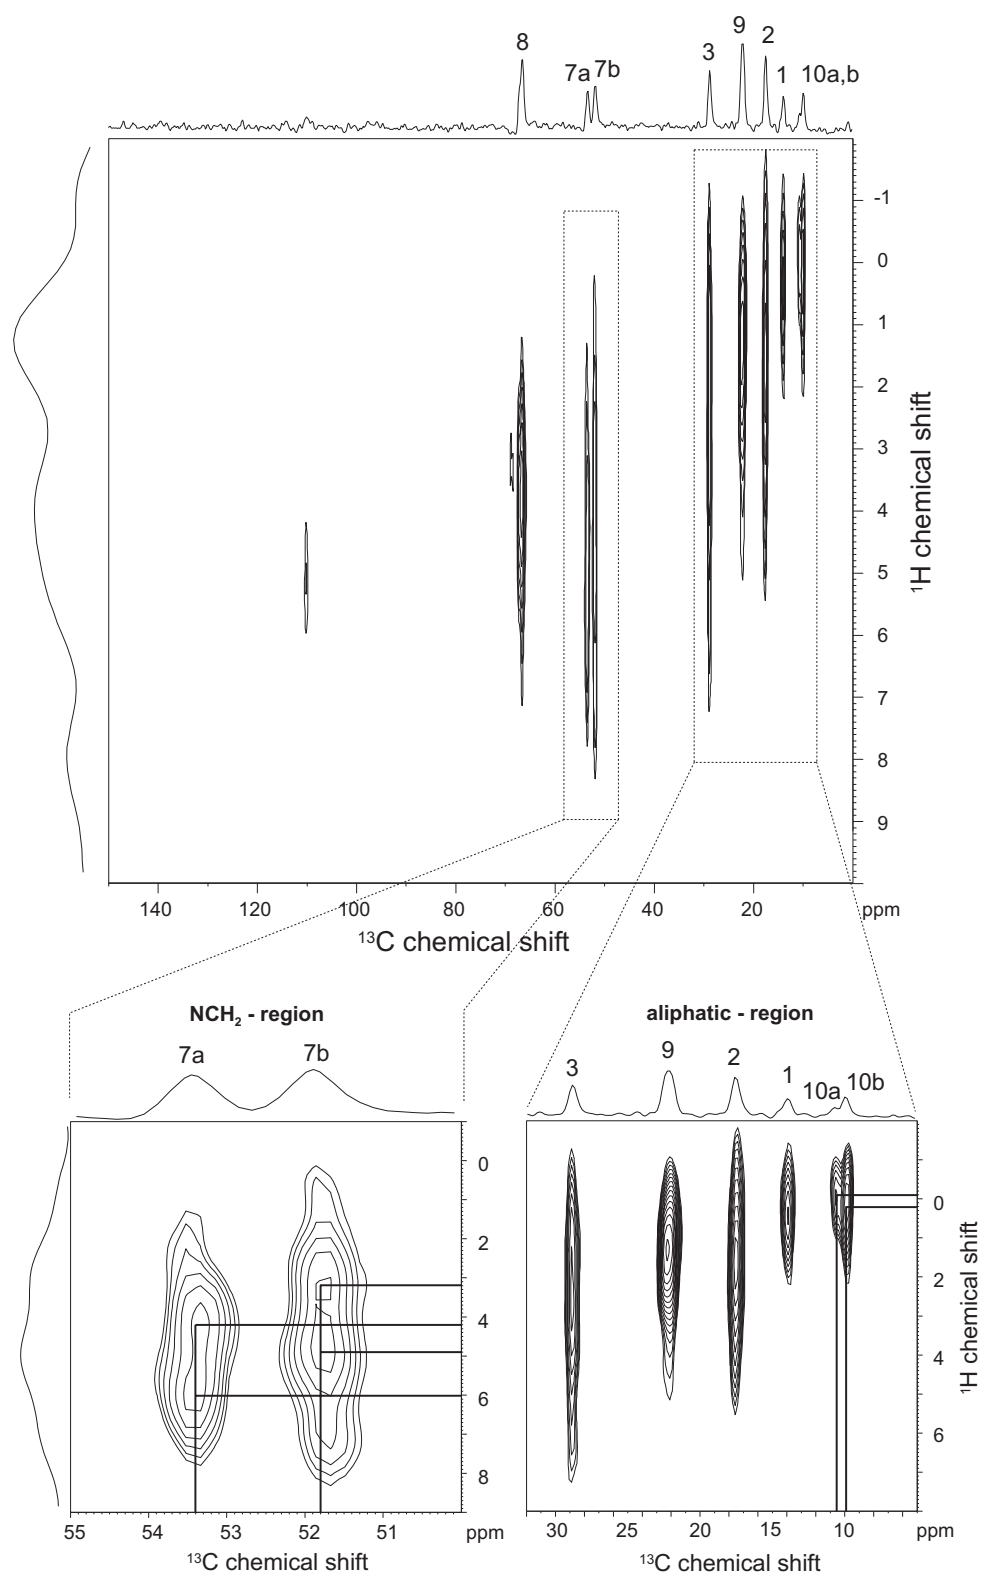 8
7a
7b
3
9
2
1
10a,b
-1
0
1
2
3
4
5
6
7
8
9
¹H chemical shift
140 120 100 80 60 40 20 ppm
¹³C chemical shift
NCH₂ - region
7a
7b
0
2
4
6
8
55 54 53 52 51 ppm
¹³C chemical shift
aliphatic - region
3
9
2
1
10a
10b
0
2
4
6
¹H chemical shift
30 25 20 15 10 ppm
¹³C chemical shift